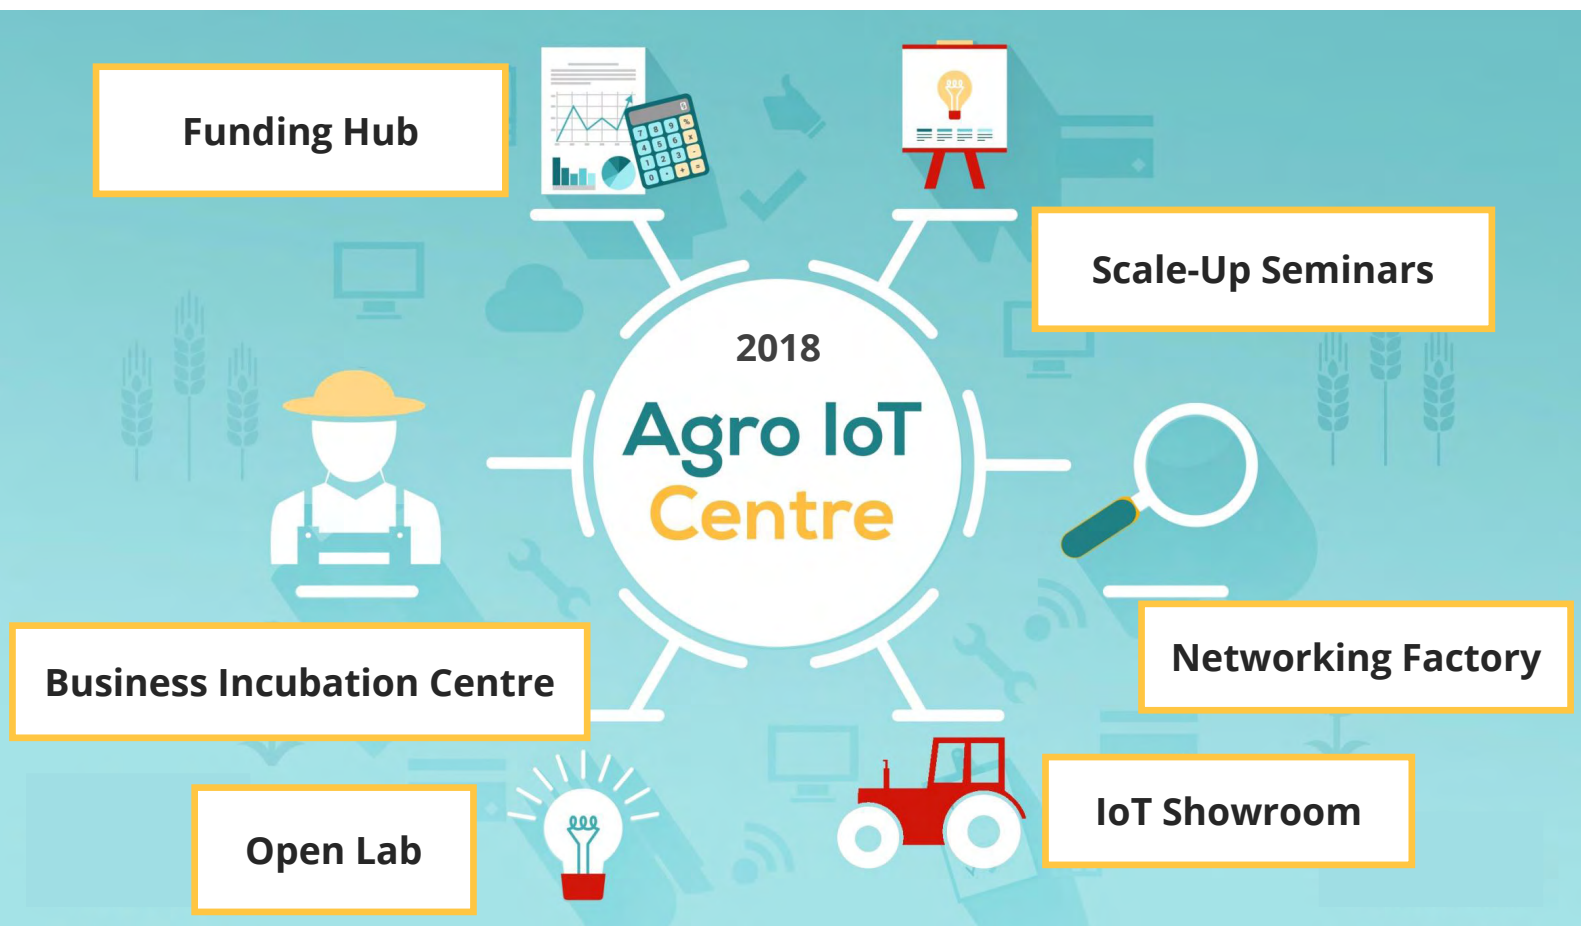 Funding Hub
Scale-Up Seminars
2018
Agro IoT
Centre
Business Incubation Centre
Networking Factory
Open Lab
IoT Showroom